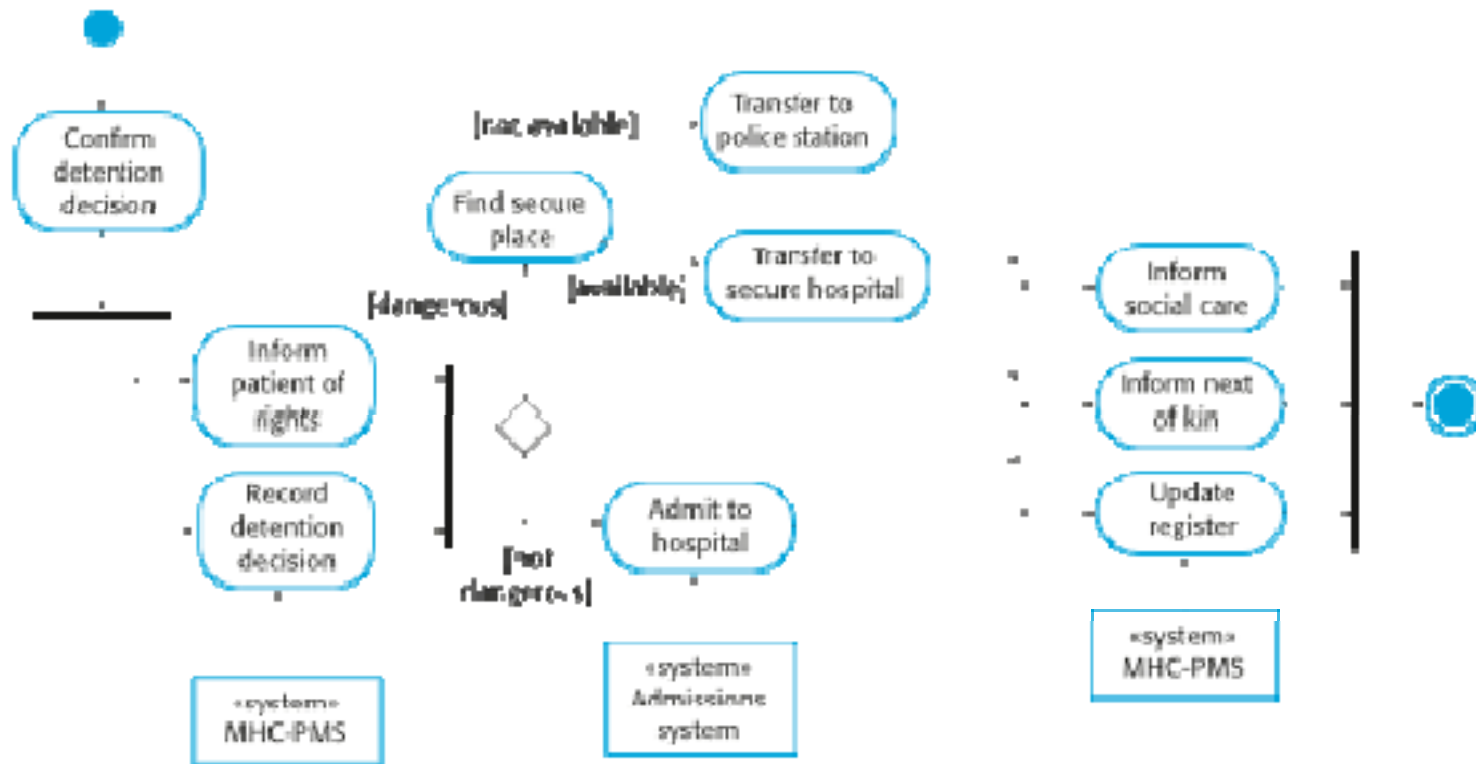 Confirm
detention
decision
[not available]
Transfer to
police station
Find secure
place
[available]
Transfer to
secure hospital
[dangerous]
Inform
patient of
rights
Record
detention
decision
[not
dangerous]
Admit to
hospital
Inform
social care
Inform next
of kin
Update
register
«system»
MHC-PMS
«system»
Admissions
system
«system»
MHC-PMS